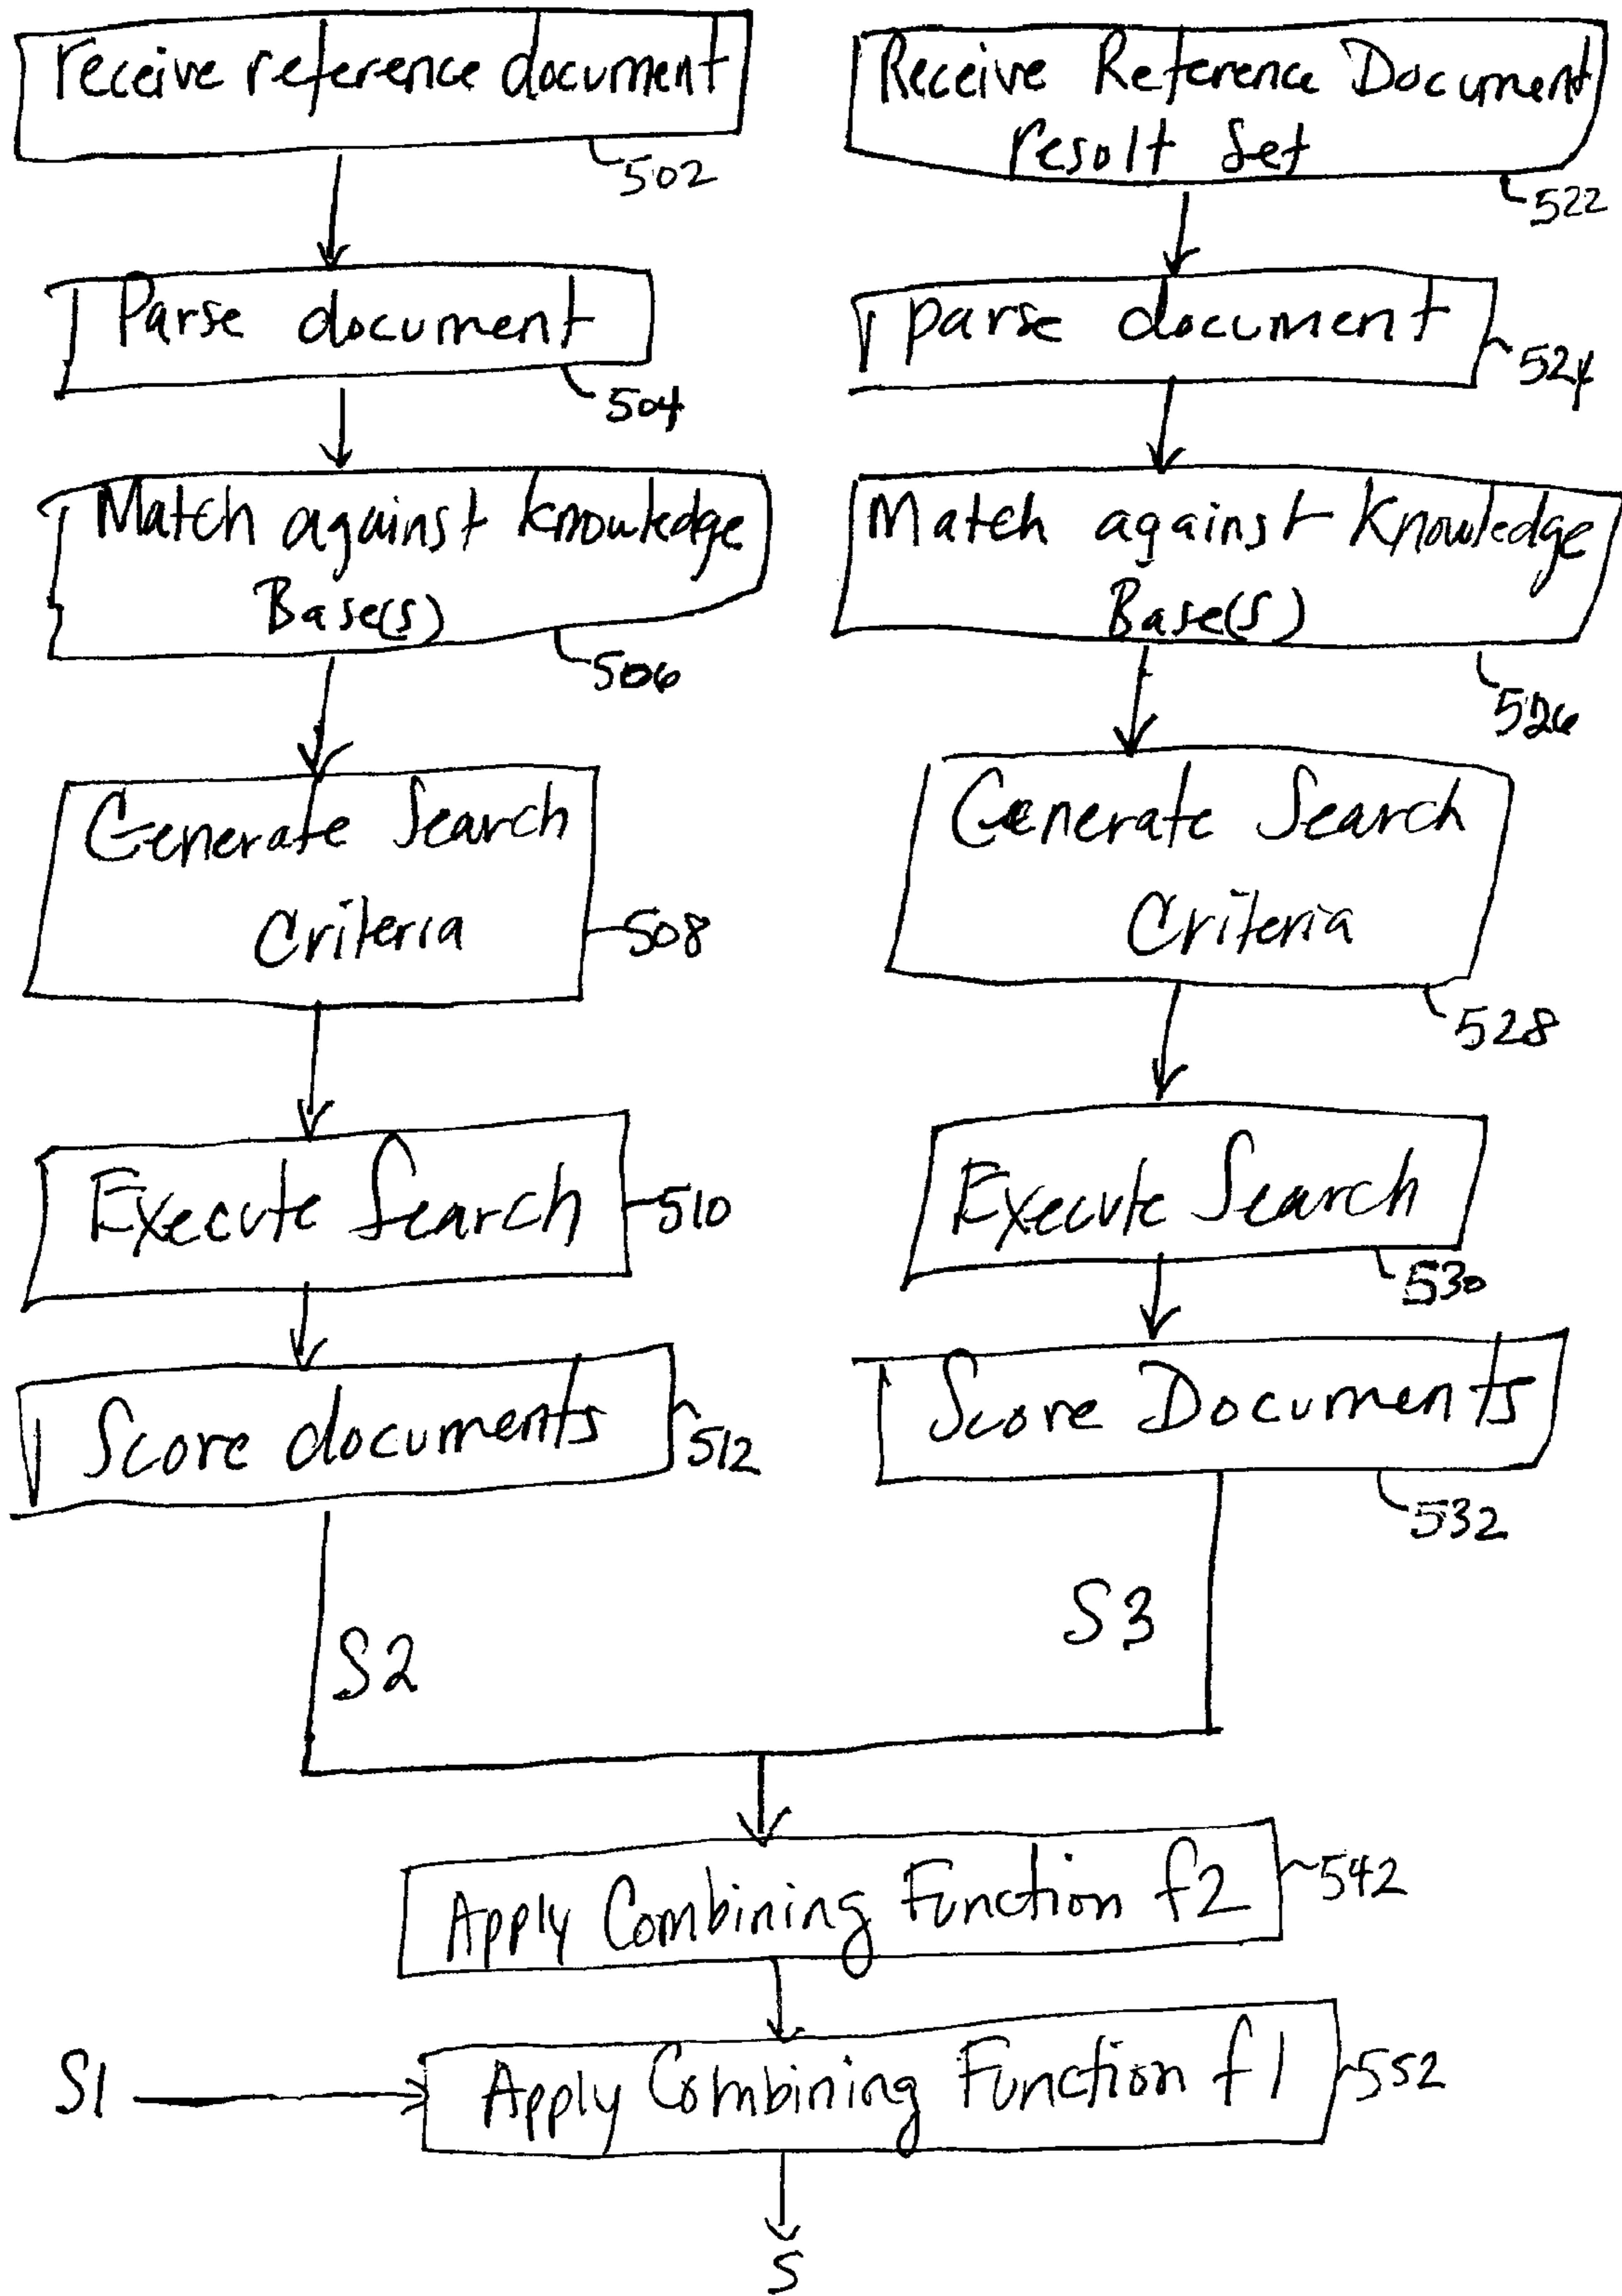 receive reference document
502
Parse document
504
Match against knowledge
Base(s)
506
Generate Search
Criteria
508
Execute Search
510
Score documents
512
S2
Receive Reference Document
resolt Set
522
parse document
524
Match against Knowledge
Base(s)
526
Generate Search
Criteria
528
Execute Search
530
Score Documents
532
S3
Apply Combining Function f2
542
S1
Apply Combining Function f1
552
S